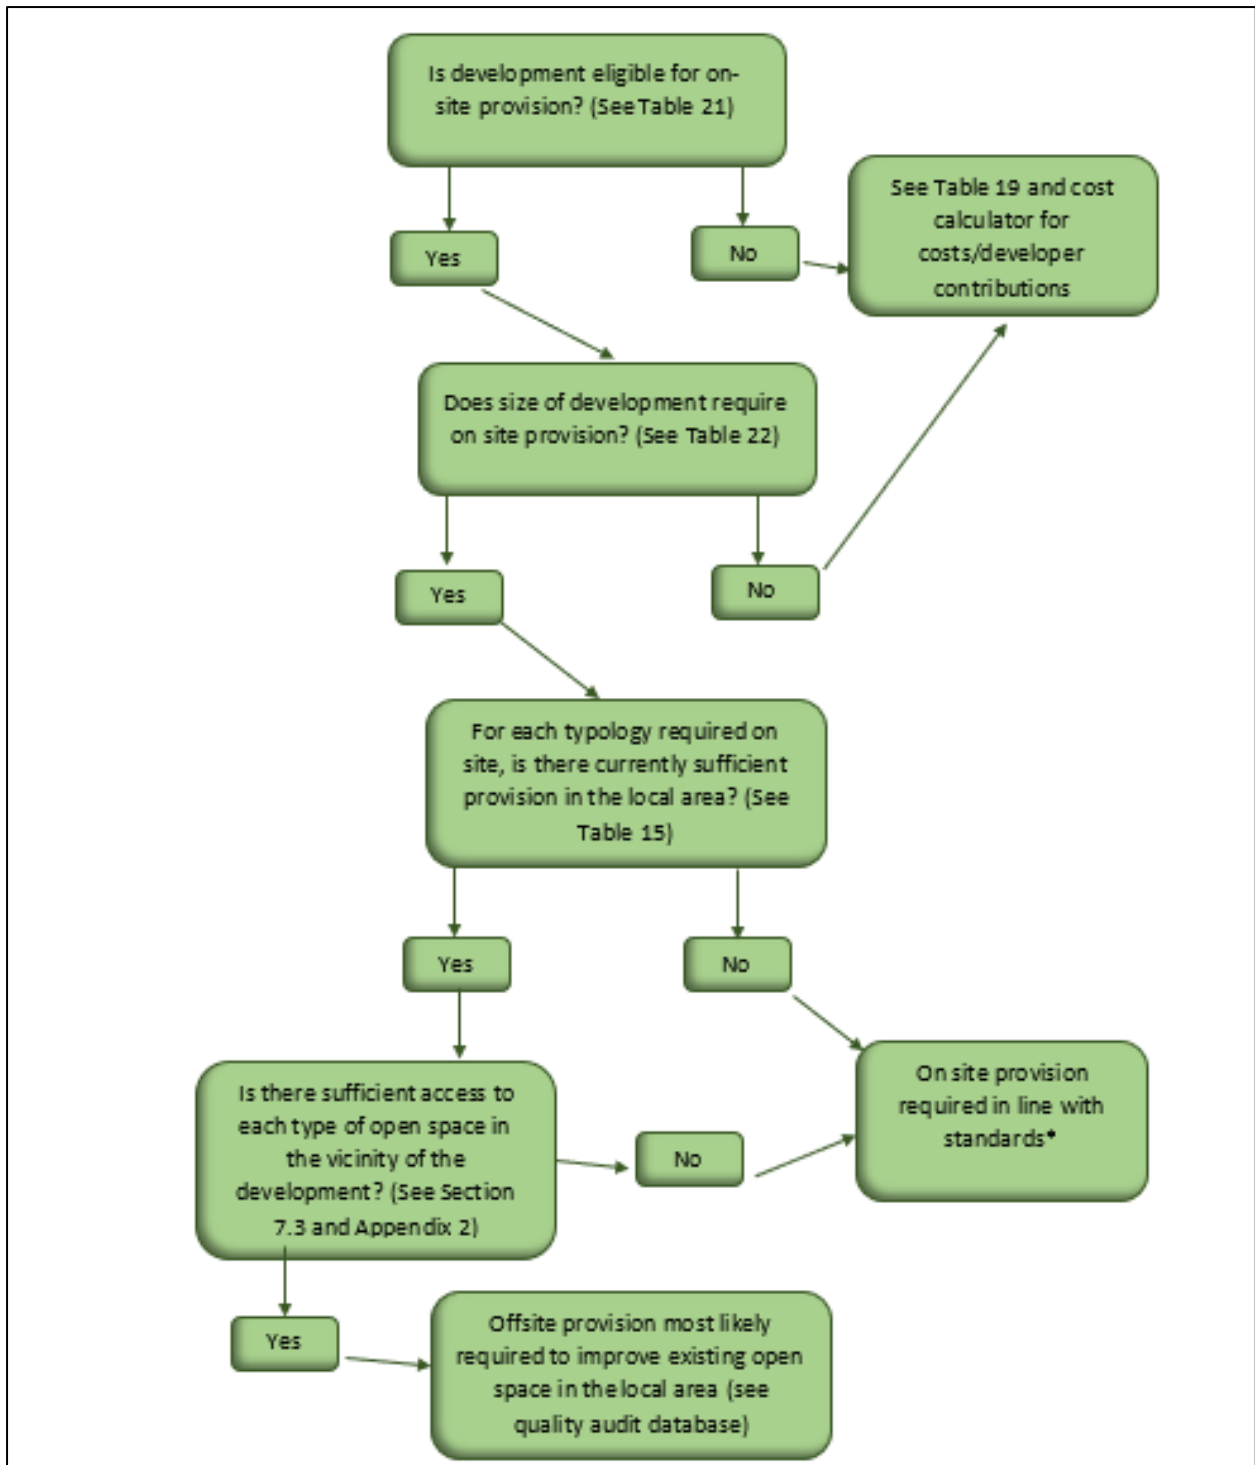 Is development eligible for on-
site provision? (See Table 21)
Yes
No
See Table 19 and cost
calculator for
costs/developer
contributions
Does size of development require
on site provision? (See Table 22)
Yes
No
For each typology required on
site, is there currently sufficient
provision in the local area? (See
Table 15)
Yes
No
Is there sufficient access to
each type of open space in
the vicinity of the
development? (See Section
7.3 and Appendix 2)
No
On site provision
required in line with
standards*
Yes
Offsite provision most likely
required to improve existing open
space in the local area (see
quality audit database)